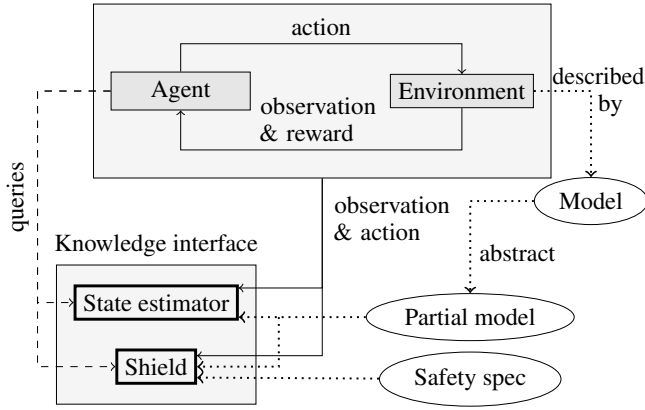 action
Agent
Environment
described
by
observation
& reward
queries
Model
observation
& action
Knowledge interface
abstract
State estimator
Partial model
Shield
Safety spec